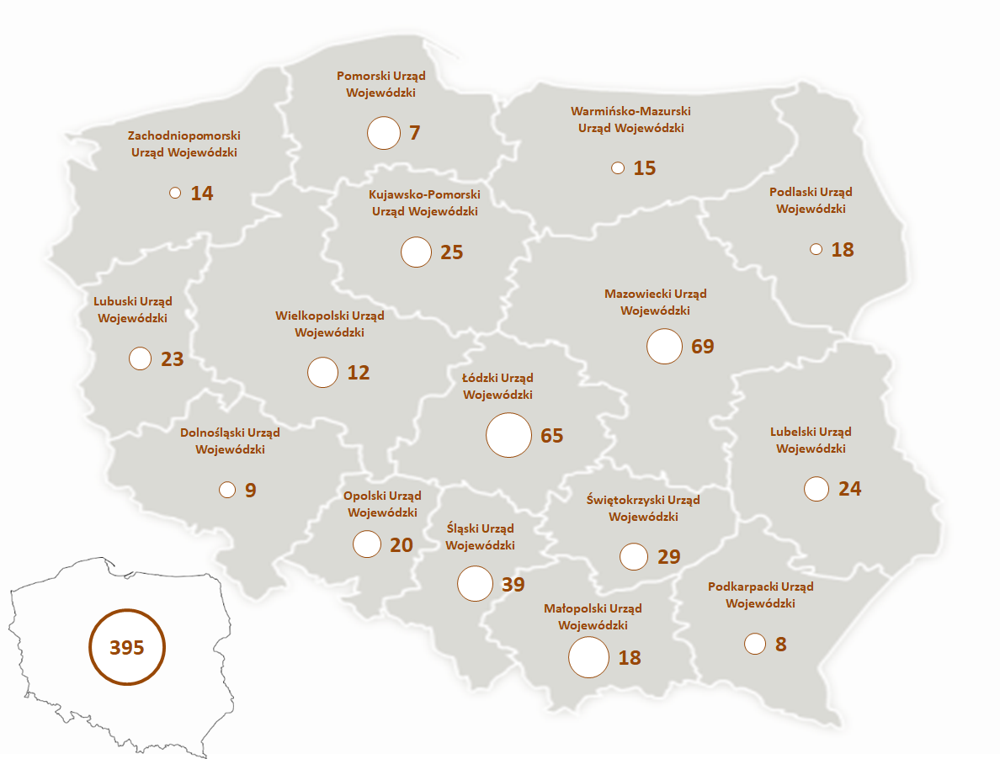 Pomorski Urząd
Wojewódzki
7
Warmińsko-Mazurski
Urząd Wojewódzki
15
Zachodniopomorski
Urząd Wojewódzki
14
Kujawsko-Pomorski
Urząd Wojewódzki
25
Podlaski Urząd
Wojewódzki
18
Lubuski Urząd
Wojewódzki
23
Wielkopolski Urząd
Wojewódzki
12
Mazowiecki Urząd
Wojewódzki
69
Łódzki Urząd
Wojewódzki
65
Dolnośląski Urząd
Wojewódzki
9
Lubelski Urząd
Wojewódzki
24
Opolski Urząd
Wojewódzki
20
Śląski Urząd
Wojewódzki
39
Świętokrzyski Urząd
Wojewódzki
29
Małopolski Urząd
Wojewódzki
18
Podkarpacki Urząd
Wojewódzki
8
395